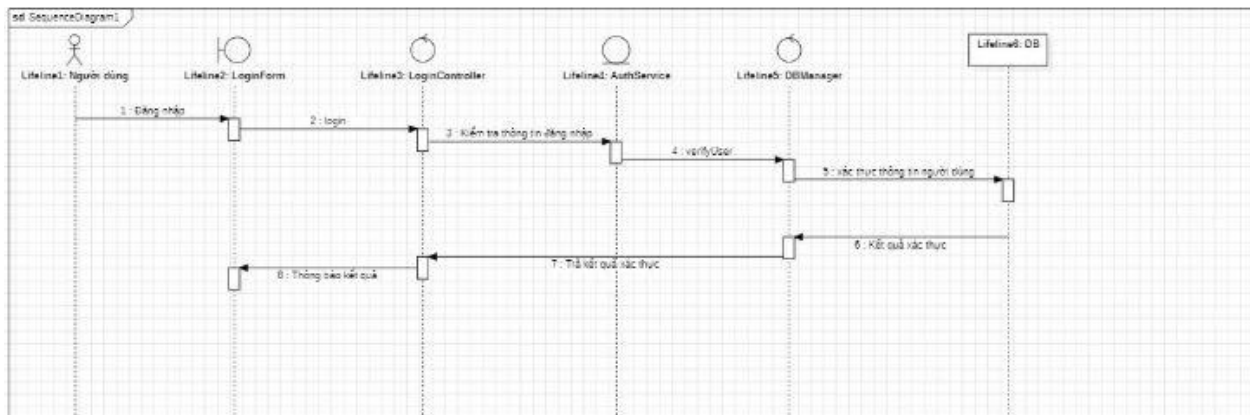 sd SequenceDiagram1
Lifeline1: Người dùng
Lifeline2: LoginForm
Lifeline3: LoginController
Lifeline4: AuthService
Lifeline5: DBManager
Lifeline6: DB
1 : Đăng nhập
2 : login
3 : Kiểm tra thông tin đăng nhập
4 : verifyUser
5 : xác thực thông tin người dùng
6 : Kết quả xác thực
7 : Trả kết quả xác thực
8 : Thông báo kết quả